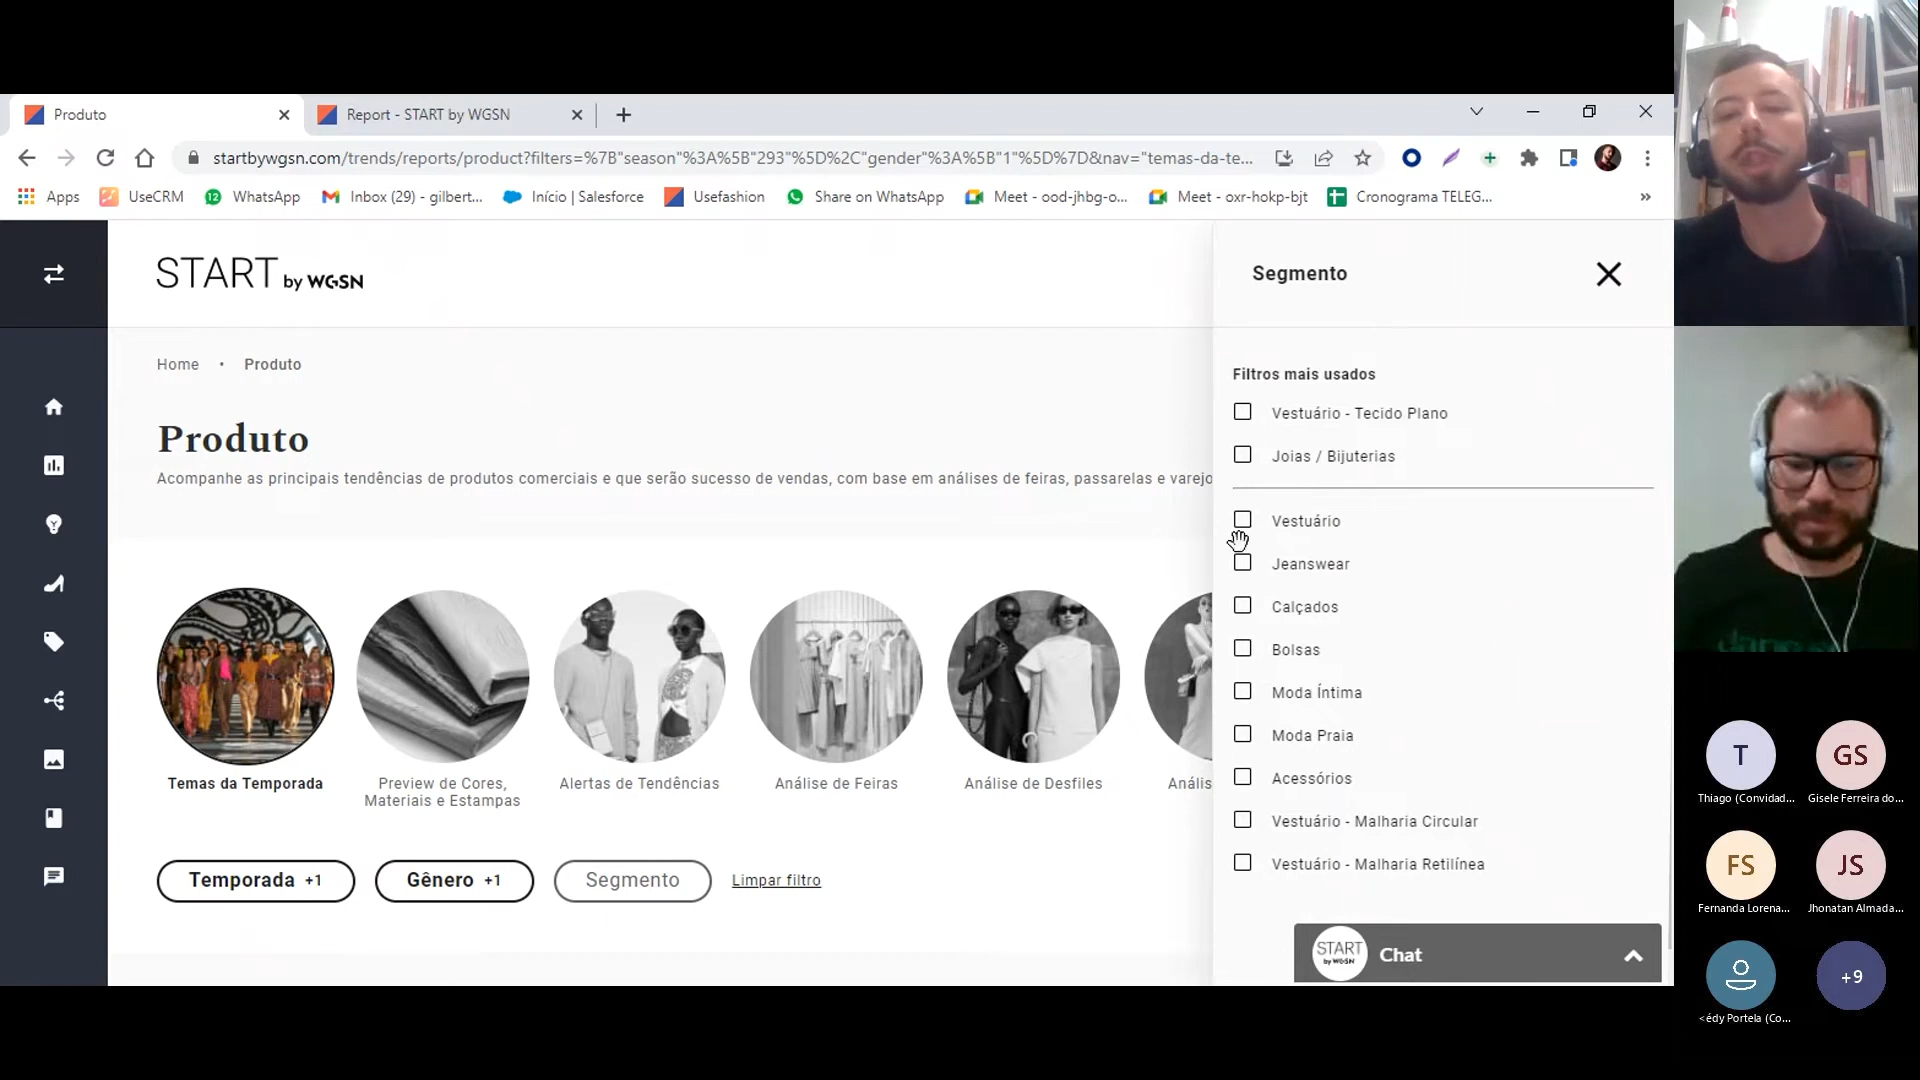 Produto
Report - START by WGSN
startbywgsn.com/trends/reports/product?filters=%7B"season"%3A%5B"293"%5D%2C"gender"%3A%5B"1"%5D%7D&nav="temas-da-te...
Apps
UseCRM
12
WhatsApp
Inbox (29) - gilbert...
Início | Salesforce
Usefashion
Share on WhatsApp
Meet - ood-jhbg-o...
Meet - oxr-hokp-bjt
Cronograma TELEG...
»
START by WGSN
Segmento
Home • Produto
Produto
Acompanhe as principais tendências de produtos comerciais e que serão sucesso de vendas, com base em análises de feiras, passarelas e varejo
Filtros mais usados
Vestuário - Tecido Plano
Joias / Bijuterias
Vestuário
Jeanswear
Calçados
Bolsas
Moda Íntima
Moda Praia
Acessórios
Vestuário - Malharia Circular
Vestuário - Malharia Retilínea
Temas da Temporada
Preview de Cores,
Materiais e Estampas
Alertas de Tendências
Análise de Feiras
Análise de Desfiles
Anális
Temporada +1
Gênero +1
Segmento
Limpar filtro
START
by WGSN
Chat
T
Thiago (Convidad...
GS
Gisele Ferreira do...
FS
Fernanda Lorena...
JS
Jhonatan Almada...
<édy Portela (Co...
+9